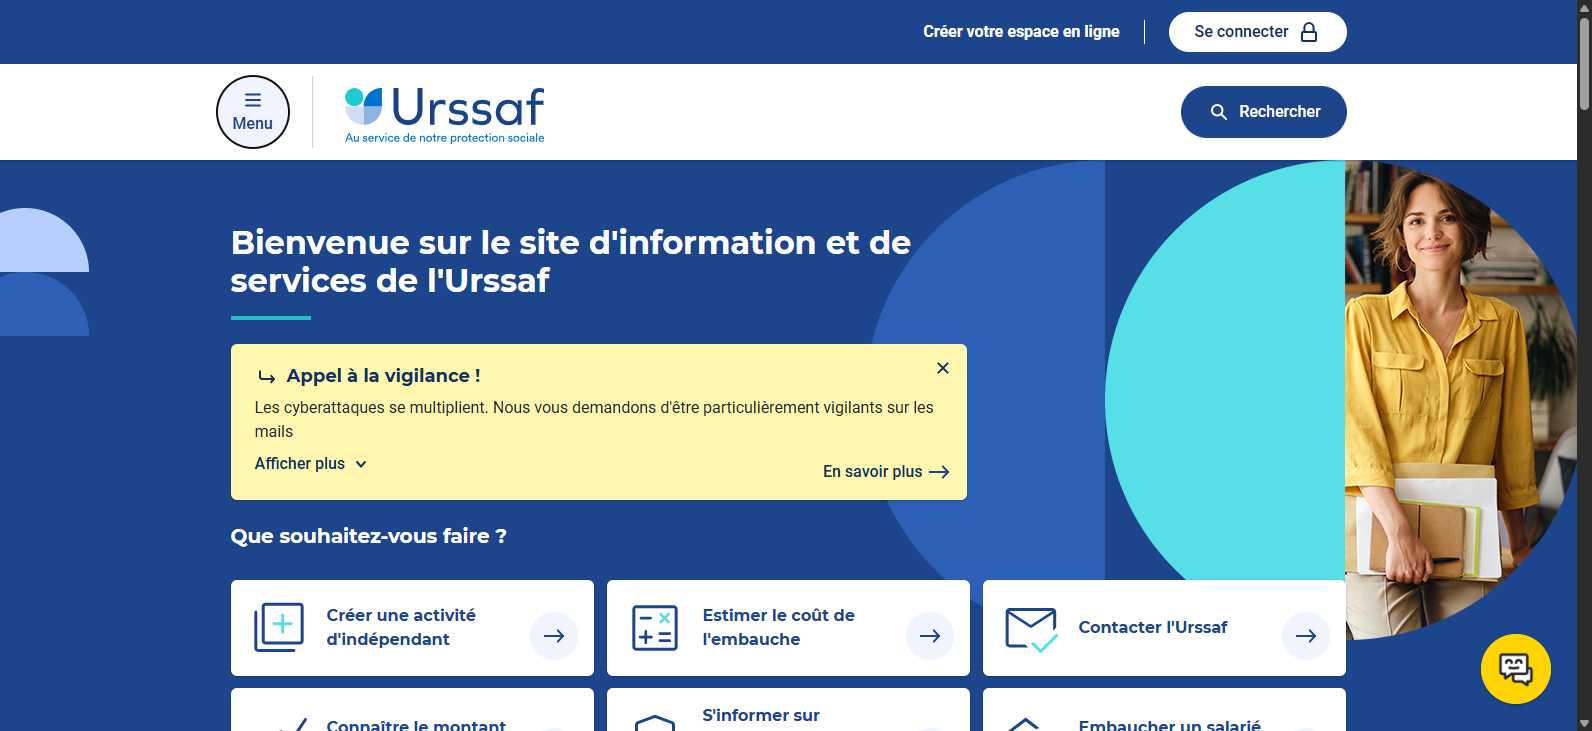 Créer votre espace en ligne
Se connecter
Menu
Urssaf
Au service de notre protection sociale
Rechercher
Bienvenue sur le site d'information et de
services de l'Urssaf
Appel à la vigilance !
Les cyberattaques se multiplient. Nous vous demandons d'être particulièrement vigilants sur les
mails
Afficher plus
En savoir plus
Que souhaitez-vous faire ?
Créer une activité
d'indépendant
Estimer le coût de
l'embauche
Contacter l'Urssaf
Connaître le montant
S'informer sur
Embaucher un salarié